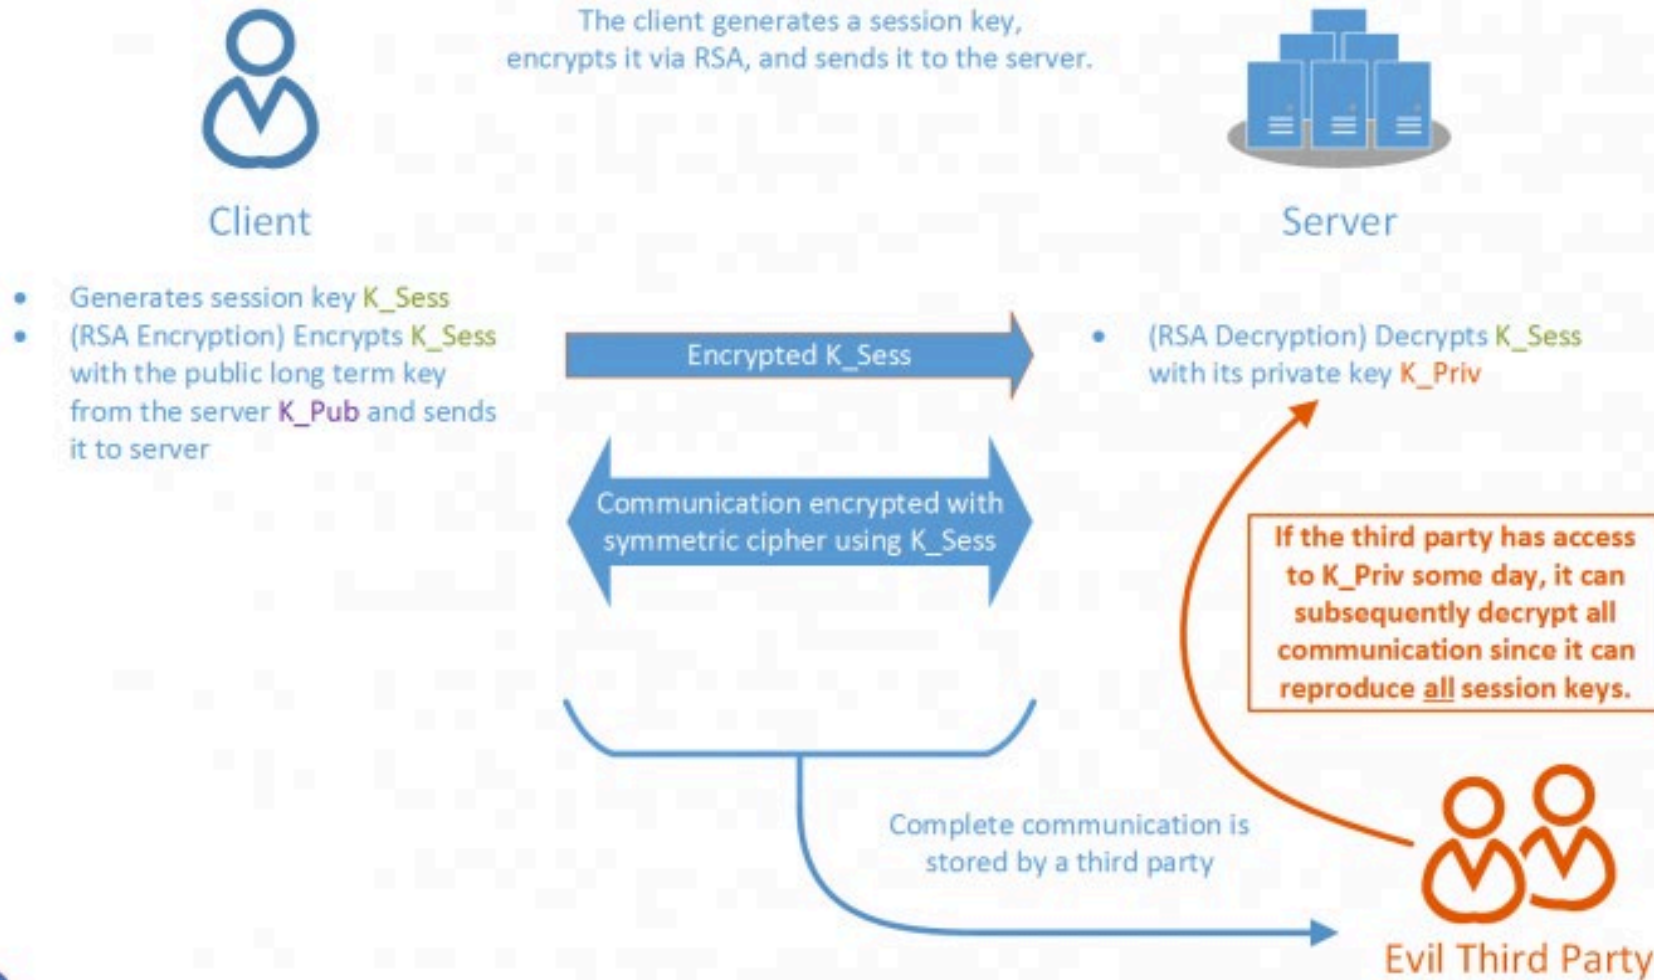 The client generates a session key,
encrypts it via RSA, and sends it to the server.
Client
Server
• Generates session key K_Sess
• (RSA Encryption) Encrypts K_Sess
with the public long term key
from the server K_Pub and sends
it to server
Encrypted K_Sess
• (RSA Decryption) Decrypts K_Sess
with its private key K_Priv
Communication encrypted with
symmetric cipher using K_Sess
If the third party has access
to K_Priv some day, it can
subsequently decrypt all
communication since it can
reproduce all session keys.
Complete communication is
stored by a third party
Evil Third Party